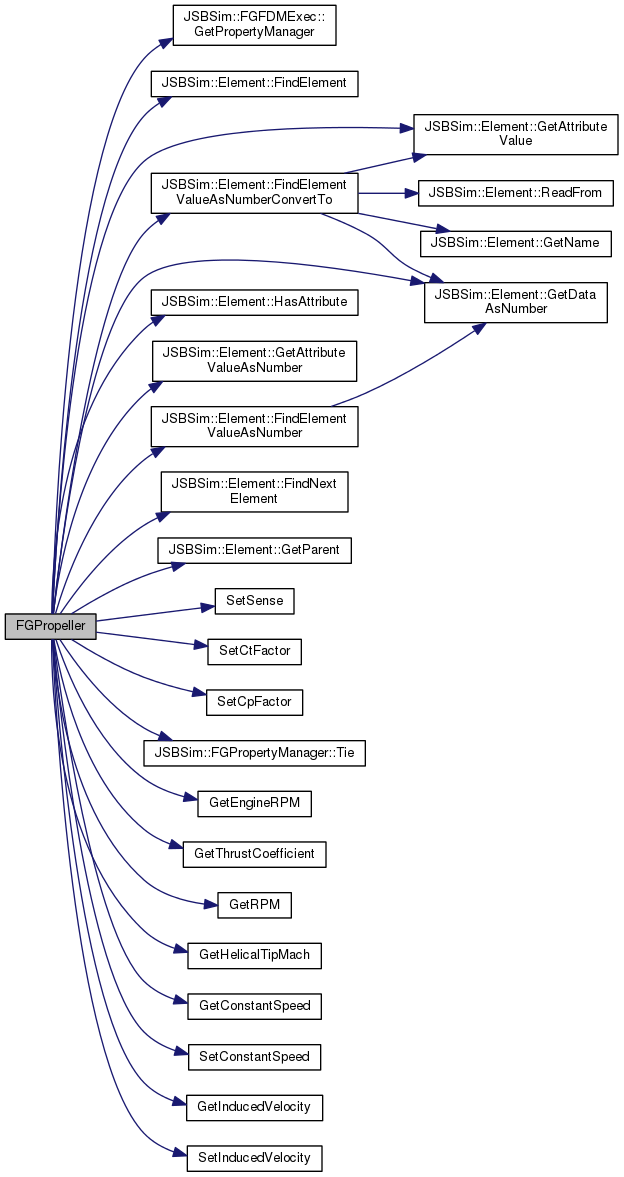 JSBSim::FGFDMExec::
GetPropertyManager
JSBSim::Element::FindElement
JSBSim::Element::GetAttribute
Value
JSBSim::Element::FindElement
ValueAsNumberConvertTo
JSBSim::Element::ReadFrom
JSBSim::Element::GetName
JSBSim::Element::GetData
AsNumber
JSBSim::Element::HasAttribute
JSBSim::Element::GetAttribute
ValueAsNumber
JSBSim::Element::FindElement
ValueAsNumber
JSBSim::Element::FindNext
Element
JSBSim::Element::GetParent
SetSense
FGPropeller
SetCtFactor
SetCpFactor
JSBSim::FGPropertyManager::Tie
GetEngineRPM
GetThrustCoefficient
GetRPM
GetHelicalTipMach
GetConstantSpeed
SetConstantSpeed
GetInducedVelocity
SetInducedVelocity